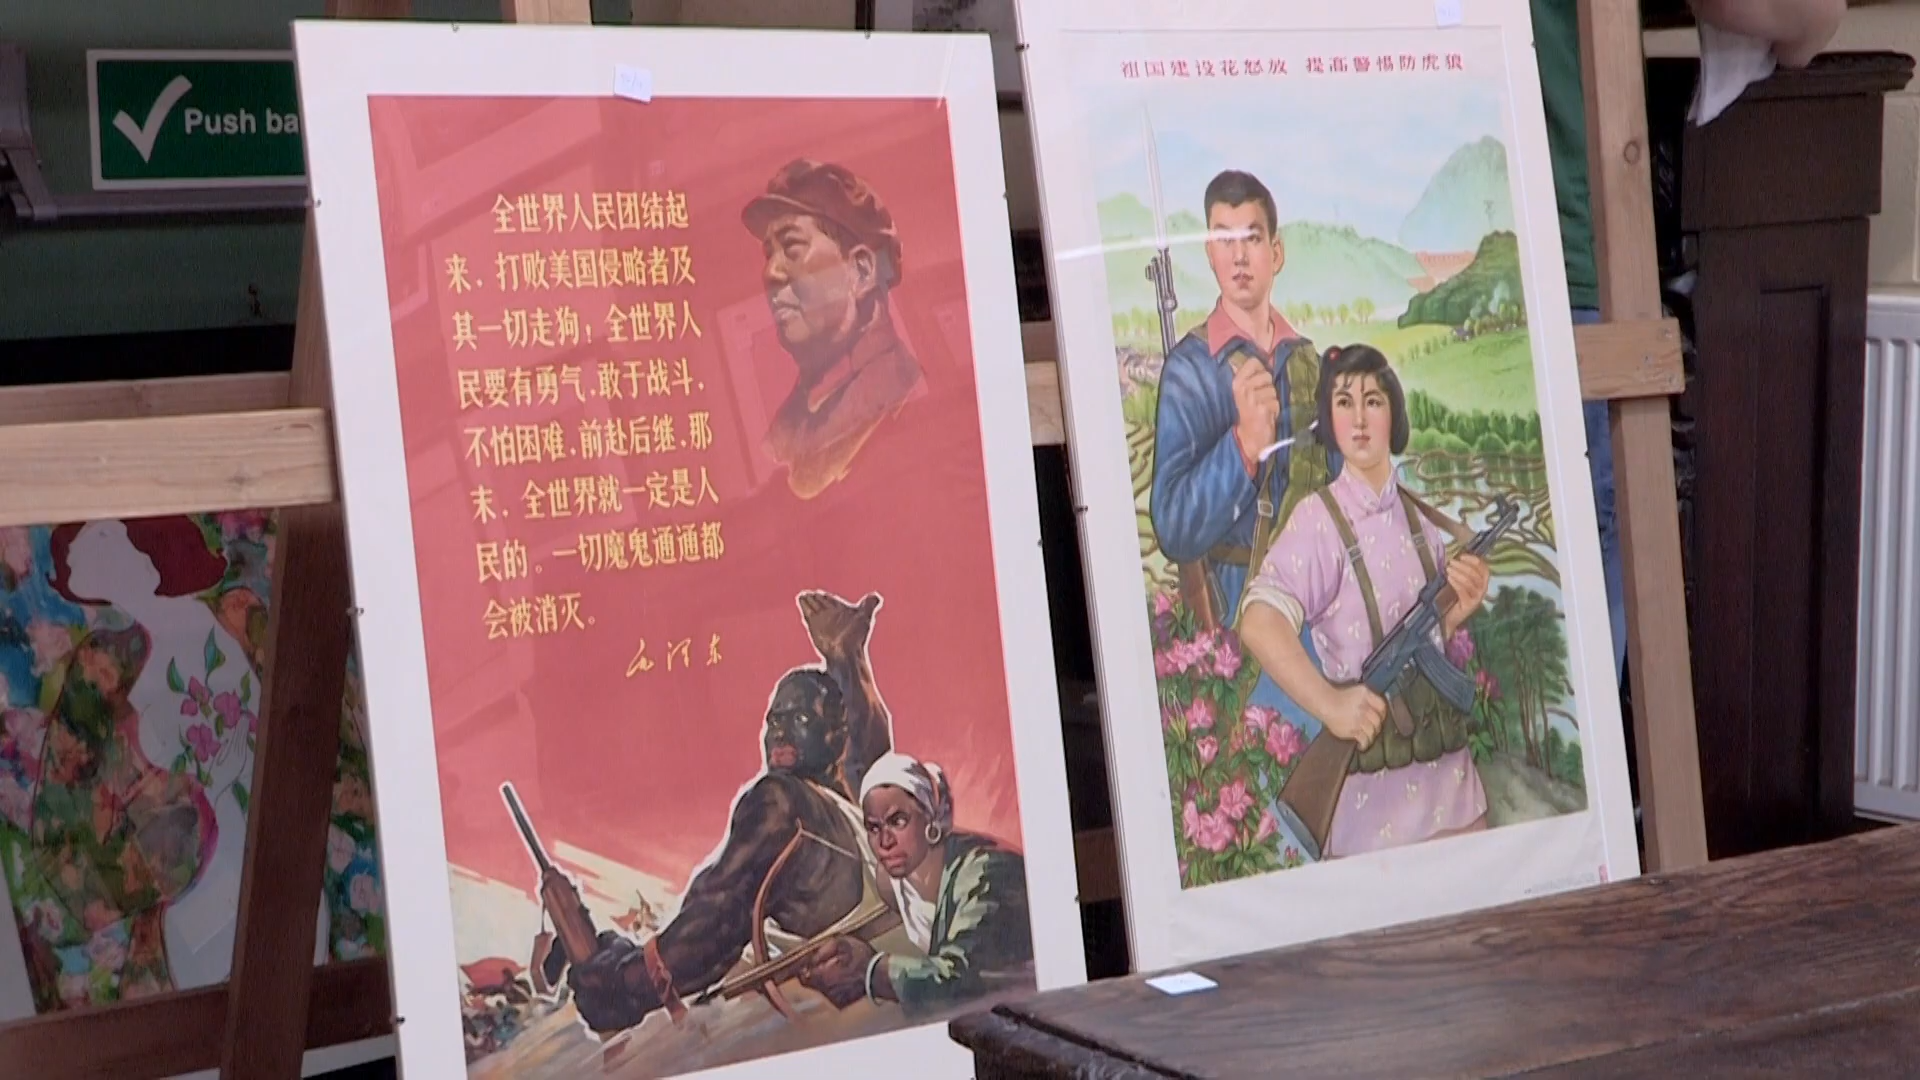 Push ba
全世界人民团结起
来，打败美国侵略者及
其一切走狗！全世界人
民要有勇气，敢于战斗，
不怕困难，前赴后继，那
末，全世界就一定是人
民的。一切魔鬼通通都
会被消灭。
毛泽东
祖国建设花怒放 提高警惕防虎狼